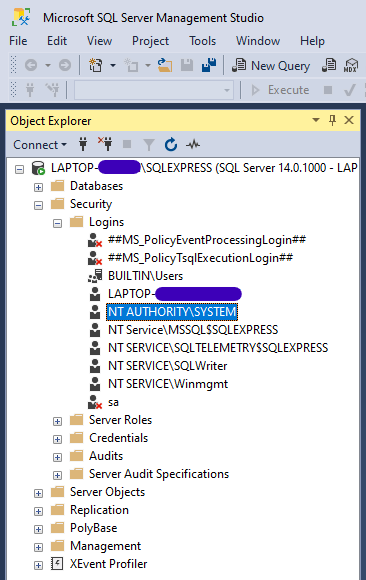 Microsoft SQL Server Management Studio
File Edit View Project Tools Window Help
New Query MDX
Execute
Object Explorer
Connect
LAPTOP- \SQLEXPRESS (SQL Server 14.0.1000 - LAP
Databases
Security
Logins
##MS_PolicyEventProcessingLogin##
##MS_PolicyTsqlExecutionLogin##
BUILTIN\Users
LAPTOP-
NT AUTHORITY\SYSTEM
NT Service\MSSQL$SQLEXPRESS
NT SERVICE\SQLTELEMETRY$SQLEXPRESS
NT SERVICE\SQLWriter
NT SERVICE\Winmgmt
sa
Server Roles
Credentials
Audits
Server Audit Specifications
Server Objects
Replication
PolyBase
Management
XEvent Profiler